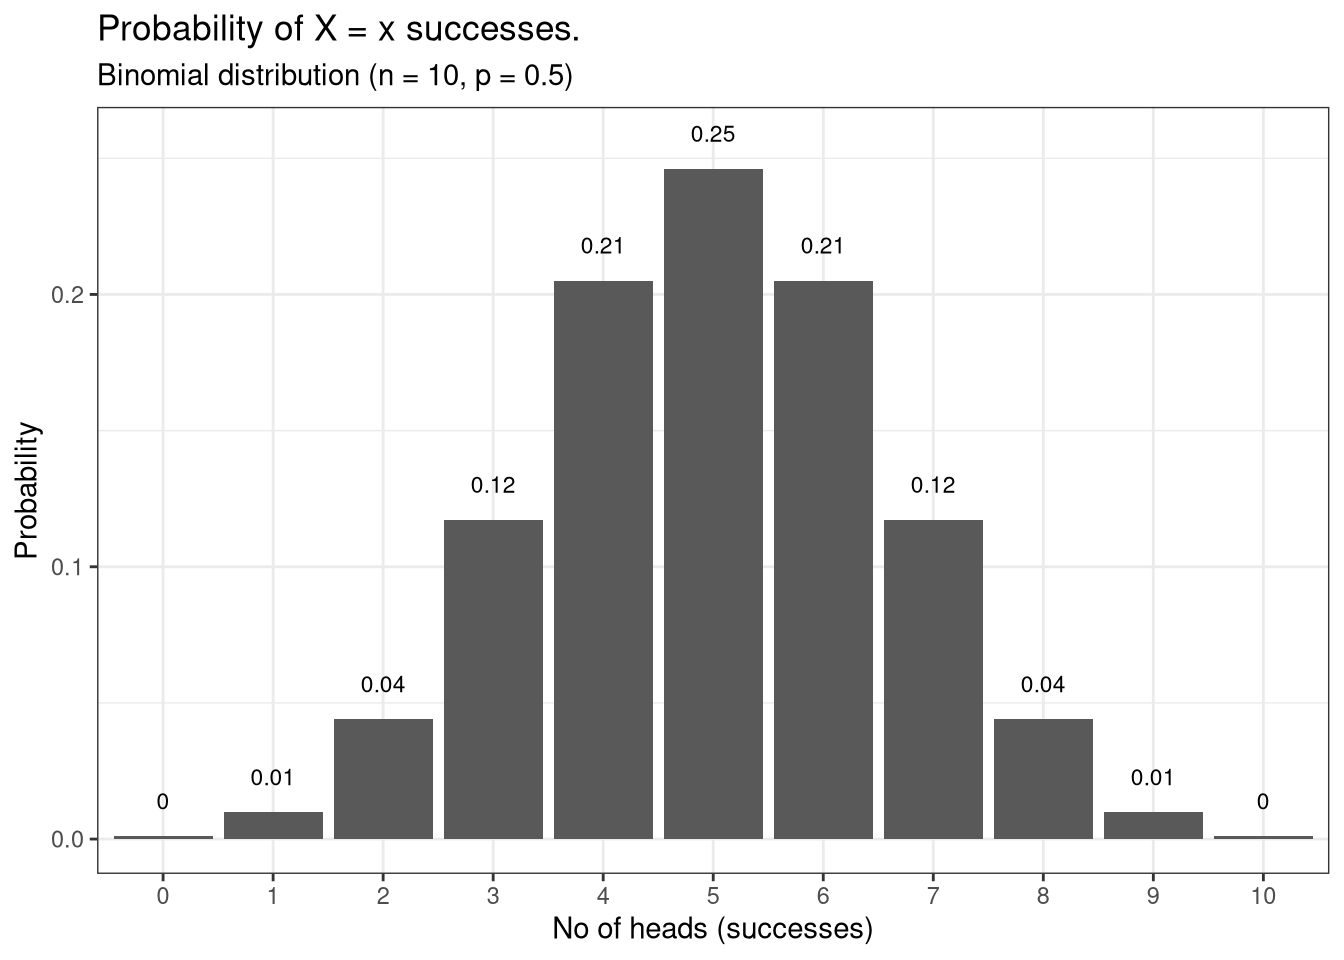 Probability of X = x successes.
Binomial distribution (n = 10, p = 0.5)
0.25
0.21
0.21
0.12
0.12
0.04
0.04
0.01
0.01
0
0
0.2
0.1
0.0
Probability
0 1 2 3 4 5 6 7 8 9 10
No of heads (successes)